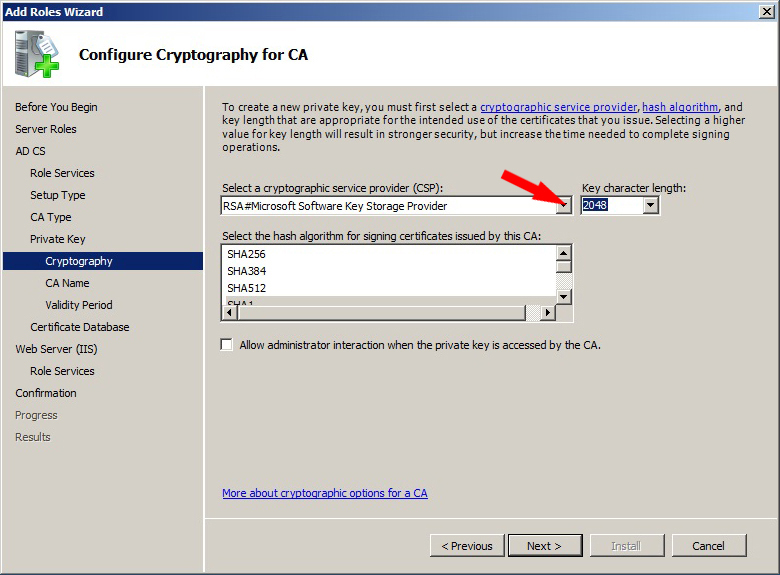 Add Roles Wizard
Configure Cryptography for CA
Before You Begin
Server Roles
AD CS
Role Services
Setup Type
CA Type
Private Key
Cryptography
CA Name
Validity Period
Certificate Database
Web Server (IIS)
Role Services
Confirmation
Progress
Results
To create a new private key, you must first select a cryptographic service provider, hash algorithm, and
key length that are appropriate for the intended use of the certificates that you issue. Selecting a higher
value for key length will result in stronger security, but increase the time needed to complete signing
operations.
Select a cryptographic service provider (CSP):
Key character length:
RSA#Microsoft Software Key Storage Provider
2048
Select the hash algorithm for signing certificates issued by this CA:
SHA256
SHA384
SHA512
SHA1
Allow administrator interaction when the private key is accessed by the CA.
More about cryptographic options for a CA
< Previous
Next >
Install
Cancel